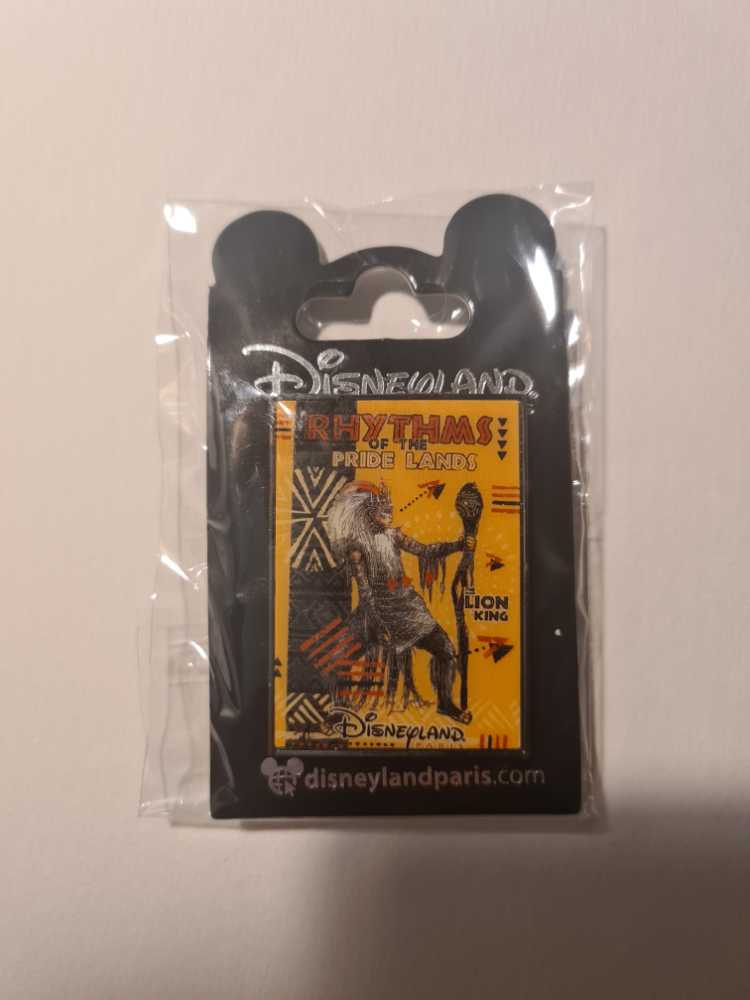 Disneyland
RHYTHMS
OF THE
PRIDE LANDS
THE
LION
KING
Disneyland
PARIS
disneylandparis.com